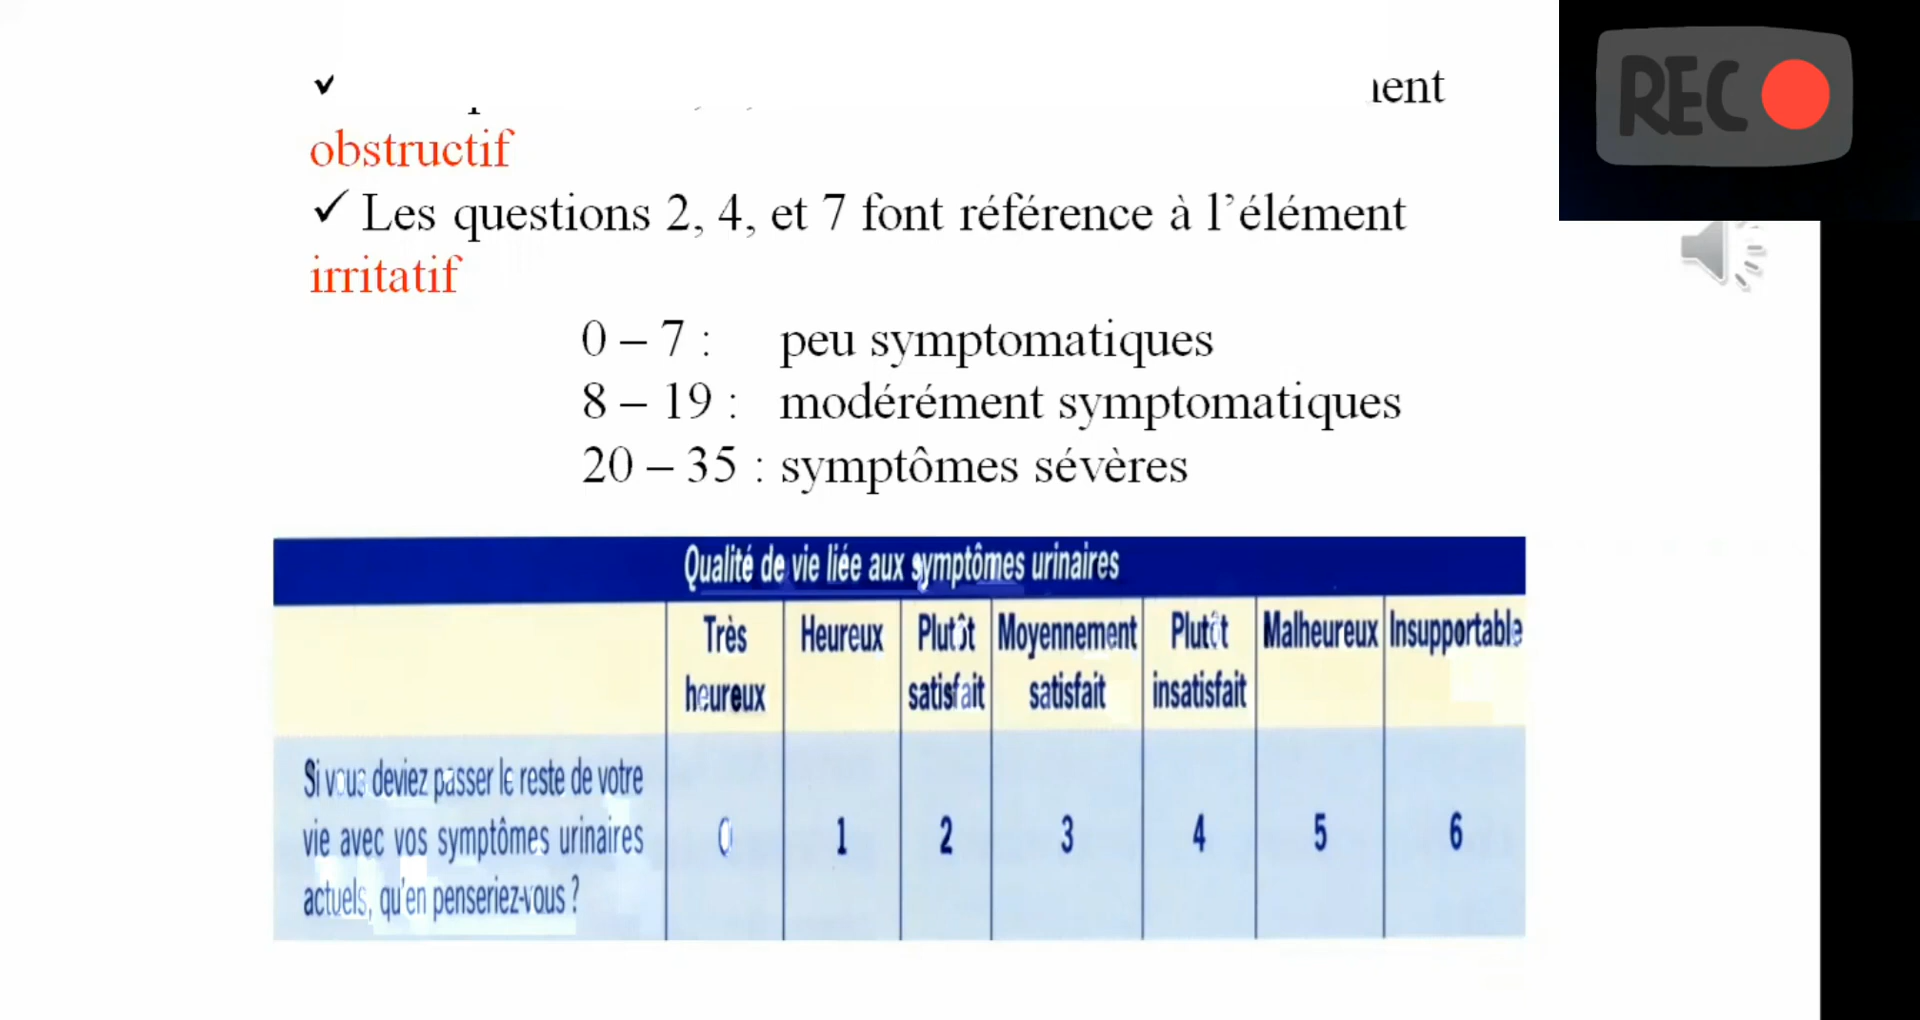 ✓
obstructif
✓ Les questions 2, 4, et 7 font référence à l'élément
irritatif
0 – 7 : peu symptomatiques
8 – 19 : modérément symptomatiques
20 – 35 : symptômes sévères
Qualité de vie liée aux symptômes urinaires
Très heureux Heureux Plutôt satisfait Moyennement satisfait Plutôt insatisfait Malheureux Insupportable
Si vous deviez passer le reste de votre
vie avec vos symptômes urinaires 0 1 2 3 4 5 6
actuels, qu'en penseriez-vous ?
REC